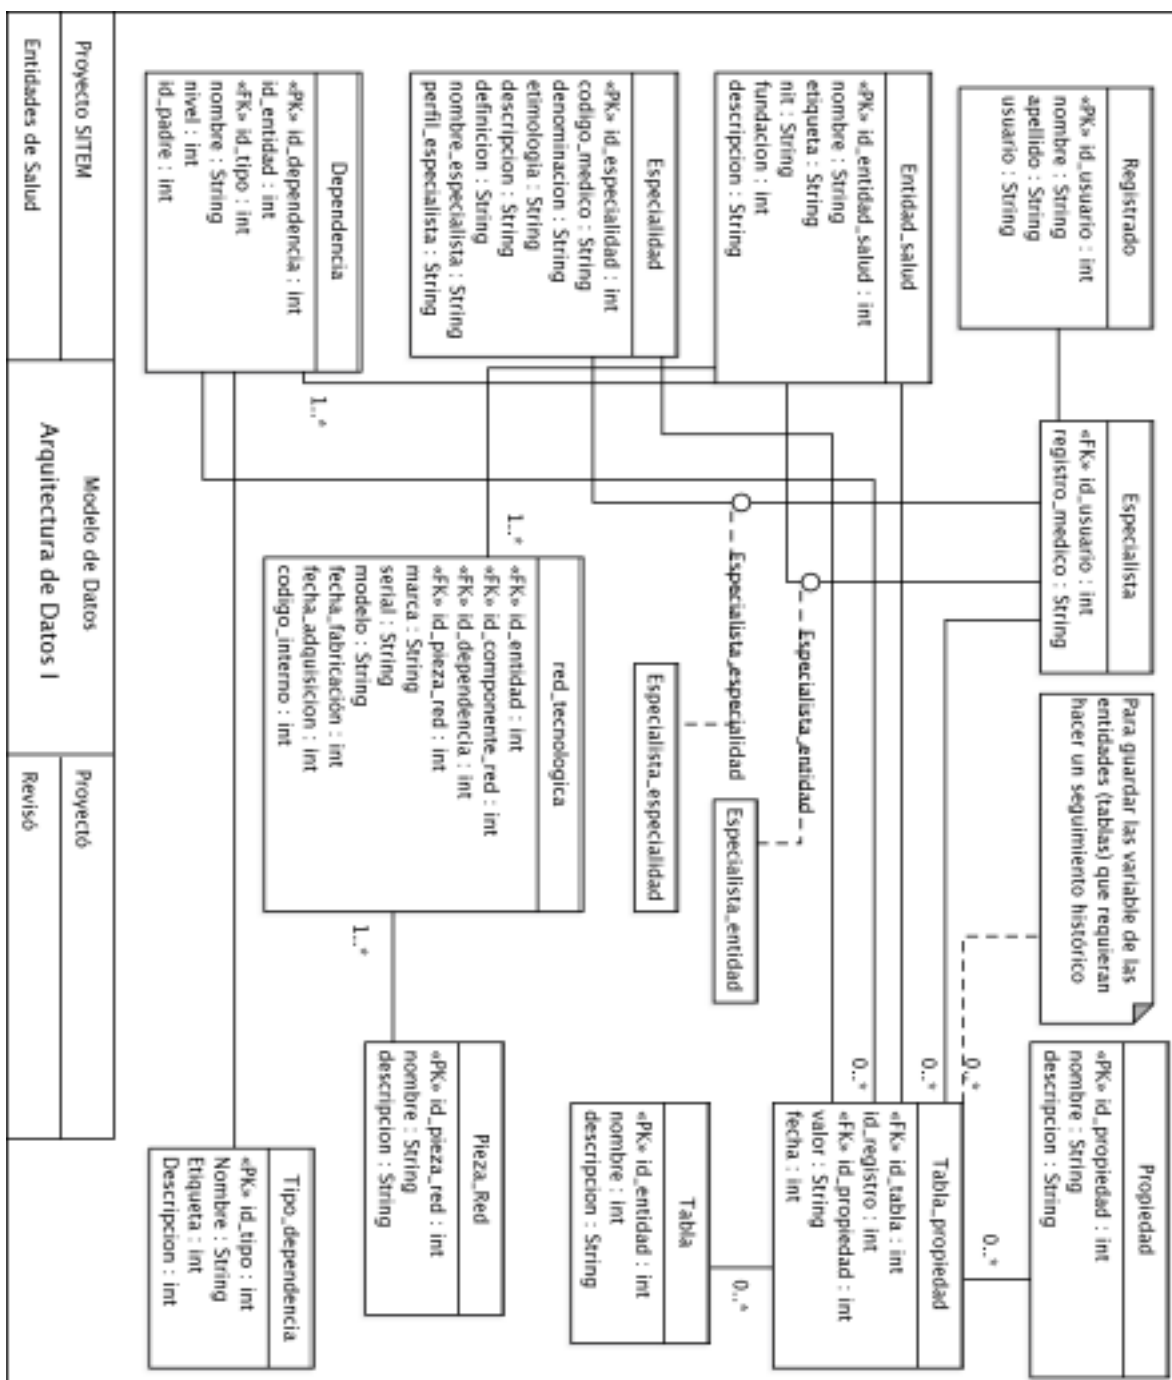 Registrado
«PK» id_usuario : int
nombre : String
apellido : String
usuario : String
Especialista
«FK» id_usuario : int
registro_medico : String
Para guardar las variable de las
entidades (tablas) que requieran
hacer un seguimiento histórico
Propiedad
«PK» id_propiedad : int
nombre : String
descripcion : String
Entidad_salud
«PK» id_entidad_salud : int
nombre : String
etiqueta : String
nit : String
fundacion : int
descripcion : String
Especialista_entidad
Especialista_entidad
0..*
0..*
0..*
0..*
Tabla_propiedad
«FK» id_tabla : int
id_registro : int
«FK» id_propiedad : int
valor : String
fecha : int
Especialidad
«PK» id_especialidad : int
codigo_medico : String
denominacion : String
etimologia : String
descripcion : String
definicion : String
nombre_especialista : String
perfil_especialista : String
Especialista_especialidad
Especialista_especialidad
0..*
Tabla
«PK» id_entidad : int
nombre : int
descripcion : String
1..*
red_tecnologica
«FK» id_entidad : int
«FK» id_componente_red : int
«FK» id_dependencia : int
«FK» id_pieza_red : int
marca : String
serial : String
modelo : String
fecha_fabricación : int
fecha_adquisicion : int
codigo_interno : int
Pieza_Red
«PK» id_pieza_red : int
nombre : String
descripcion : String
1..*
1..*
Dependencia
«PK» id_dependencia : int
id_entidad : int
«FK» id_tipo : int
nombre : String
nivel : int
id_padre : int
Tipo_dependencia
«PK» id_tipo : int
Nombre : String
Etiqueta : int
Descripcion : int
Proyecto SITEM
Entidades de Salud
Modelo de Datos
Arquitectura de Datos I
Proyectó
Revisó